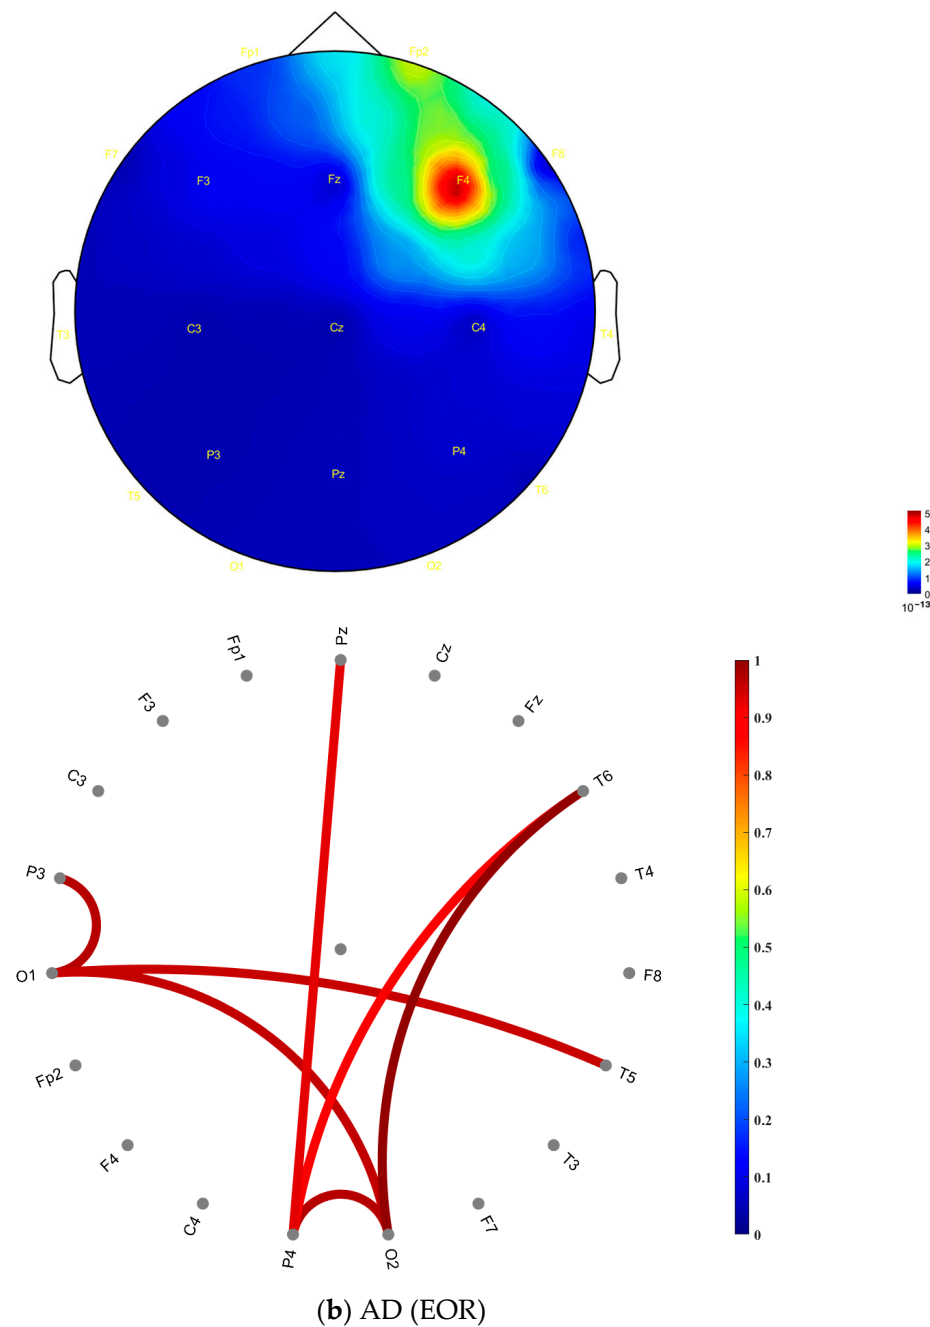 Fp1 Fp2
F7 F8
F3 Fz F4
T3 C3 Cz C4 T4
P3 Pz P4
T5 T6
O1 O2
5
4
3
2
1
0
10−13
Pz
Fp1 Cz
F3 Fz
C3 T6
P3 T4
O1 F8
Fp2 T5
F4 T3
C4 F7
P4 O2
1
0.9
0.8
0.7
0.6
0.5
0.4
0.3
0.2
0.1
0
(b) AD (EOR)